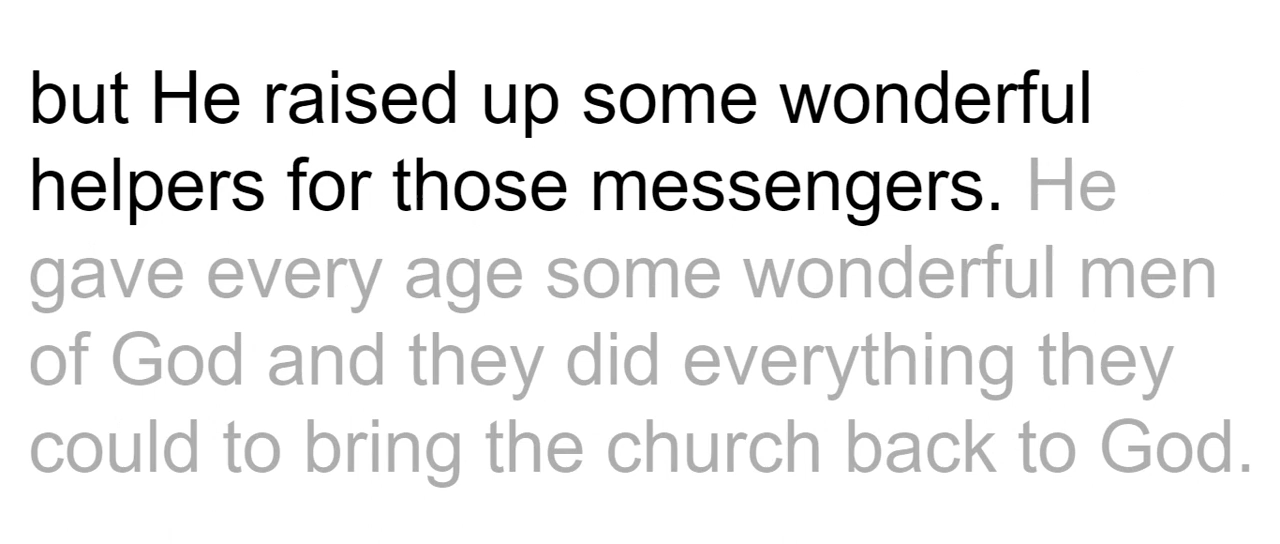 but He raised up some wonderful
helpers for those messengers. He
gave every age some wonderful men
of God and they did everything they
could to bring the church back to God.